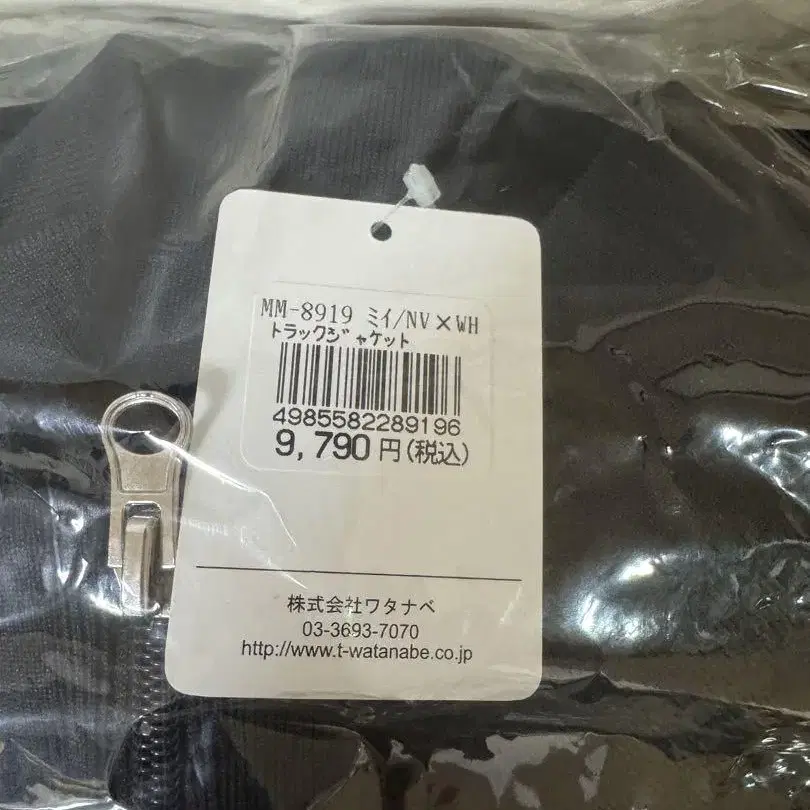 MM-8919 ミイ/NV×WH
トラックジャケット
4985582289196
9,790円(税込)
株式会社ワタナベ
03-3693-7070
http://www.t-watanabe.co.jp